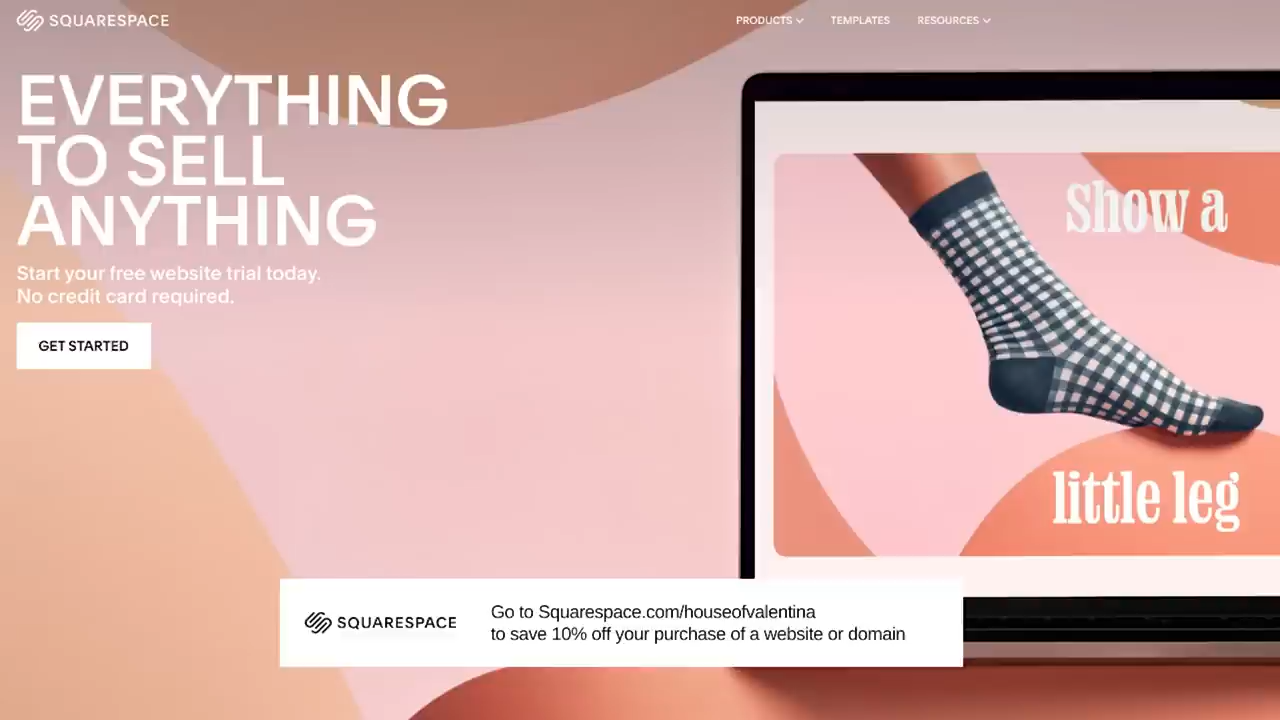 SQUARESPACE
PRODUCTS
TEMPLATES
RESOURCES
EVERYTHING
TO SELL
ANYTHING
Start your free website trial today.
No credit card required.
GET STARTED
Show a
little leg
SQUARESPACE
Go to Squarespace.com/houseofvalentina
to save 10% off your purchase of a website or domain